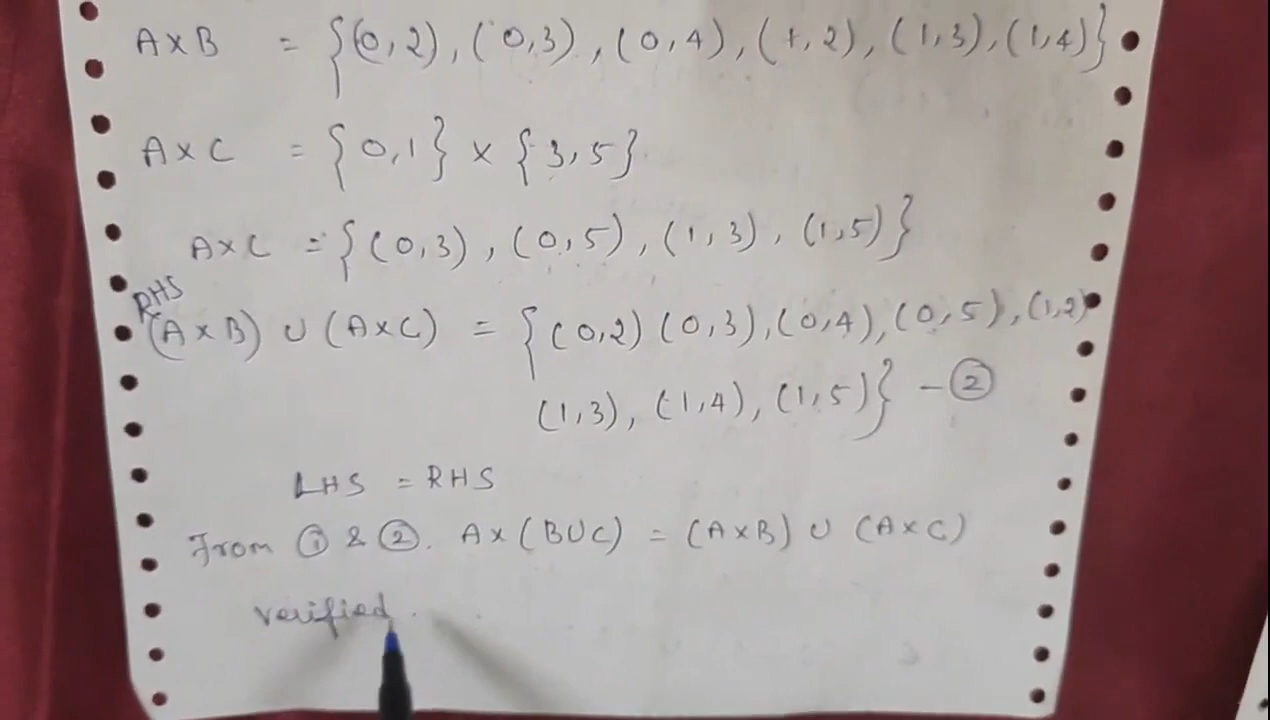 A×B = {(0,2), (0,3), (0,4), (1,2), (1,3), (1,4)}
A×C = {0,1} × {3,5}
A×C = {(0,3), (0,5), (1,3), (1,5)}
RHS
(A×B) ∪ (A×C) = {(0,2) (0,3), (0,4), (0,5), (1,2)
(1,3), (1,4), (1,5)} - ②
LHS = RHS
From ① & ②. A×(B∪C) = (A×B) ∪ (A×C)
Verified.